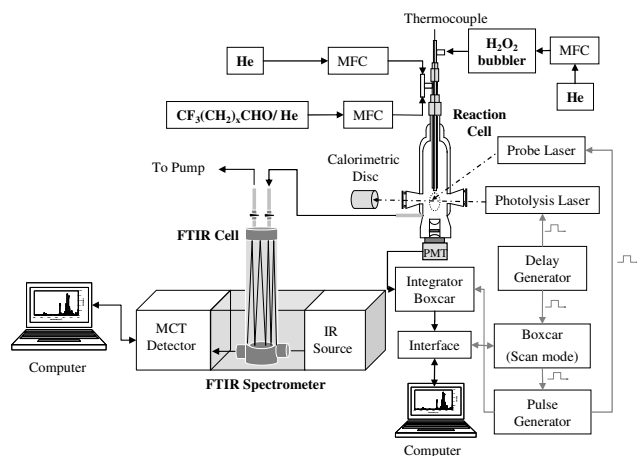 Thermocouple
He
MFC
H2O2
bubbler
MFC
He
CF3(CH2)xCHO/ He
MFC
Reaction
Cell
Probe Laser
To Pump
Calorimetric
Disc
Photolysis Laser
FTIR Cell
PMT
Delay
Generator
Integrator
Boxcar
MCT
Detector
IR
Source
Interface
Boxcar
(Scan mode)
Computer
FTIR Spectrometer
Pulse
Generator
Computer